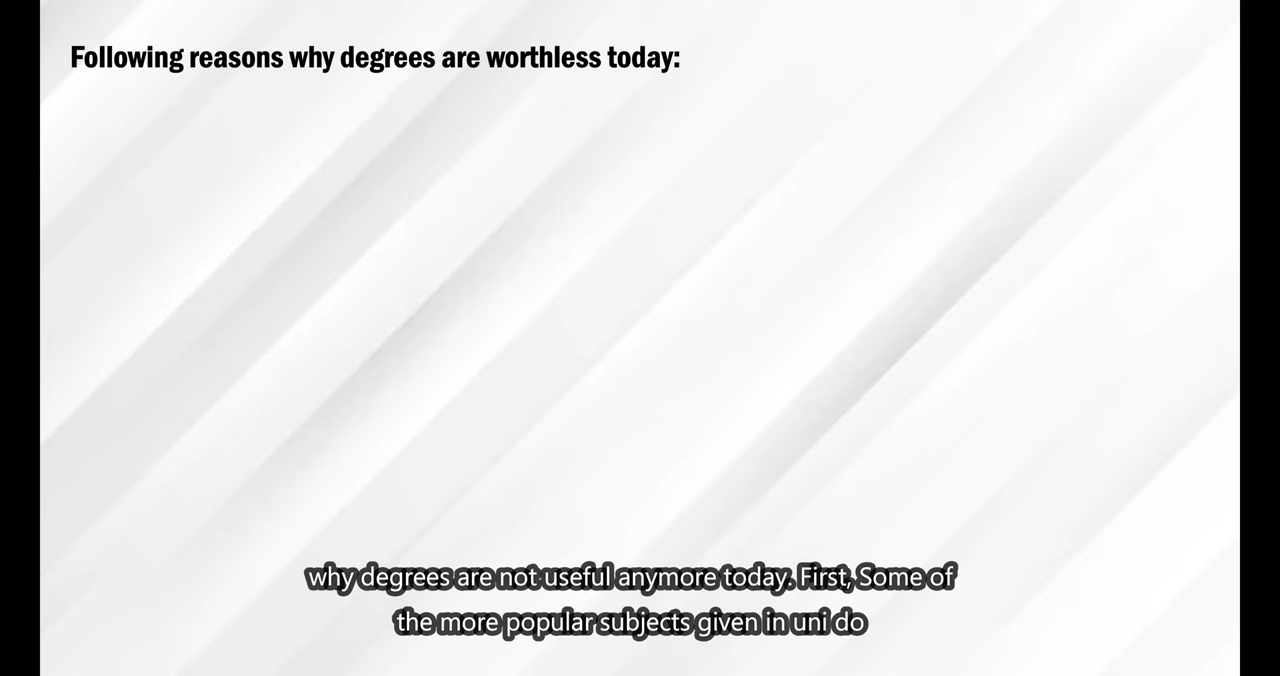 Following reasons why degrees are worthless today:
why degrees are not useful anymore today. First, Some of
the more popular subjects given in uni do